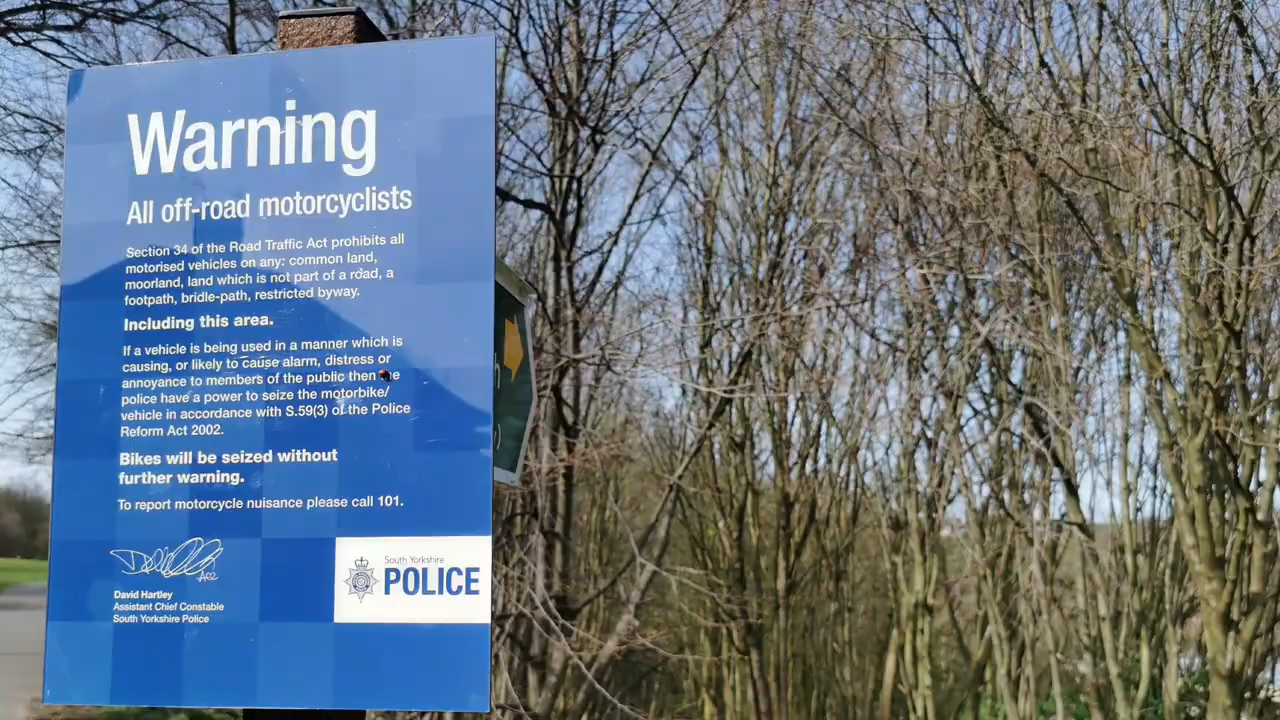 Warning
All off-road motorcyclists
Section 34 of the Road Traffic Act prohibits all
motorised vehicles on any: common land,
moorland, land which is not part of a road, a
footpath, bridle-path, restricted byway.
Including this area.
If a vehicle is being used in a manner which is
causing, or likely to cause alarm, distress or
annoyance to members of the public then
police have a power to seize the motorbike/
vehicle in accordance with S.59(3) of the Police
Reform Act 2002.
Bikes will be seized without
further warning.
To report motorcycle nuisance please call 101.
David Hartley
Assistant Chief Constable
South Yorkshire Police
South Yorkshire
POLICE